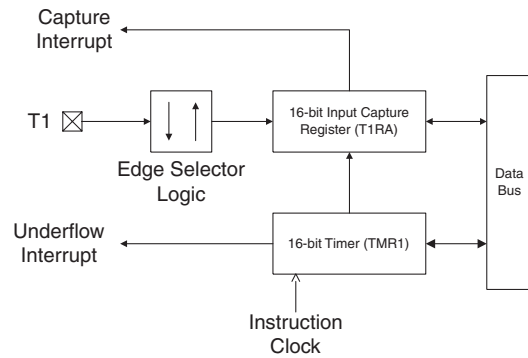 Capture
Interrupt
T1
16-bit Input Capture
Register (T1RA)
Edge Selector
Logic
Data
Bus
Underflow
Interrupt
16-bit Timer (TMR1)
Instruction
Clock